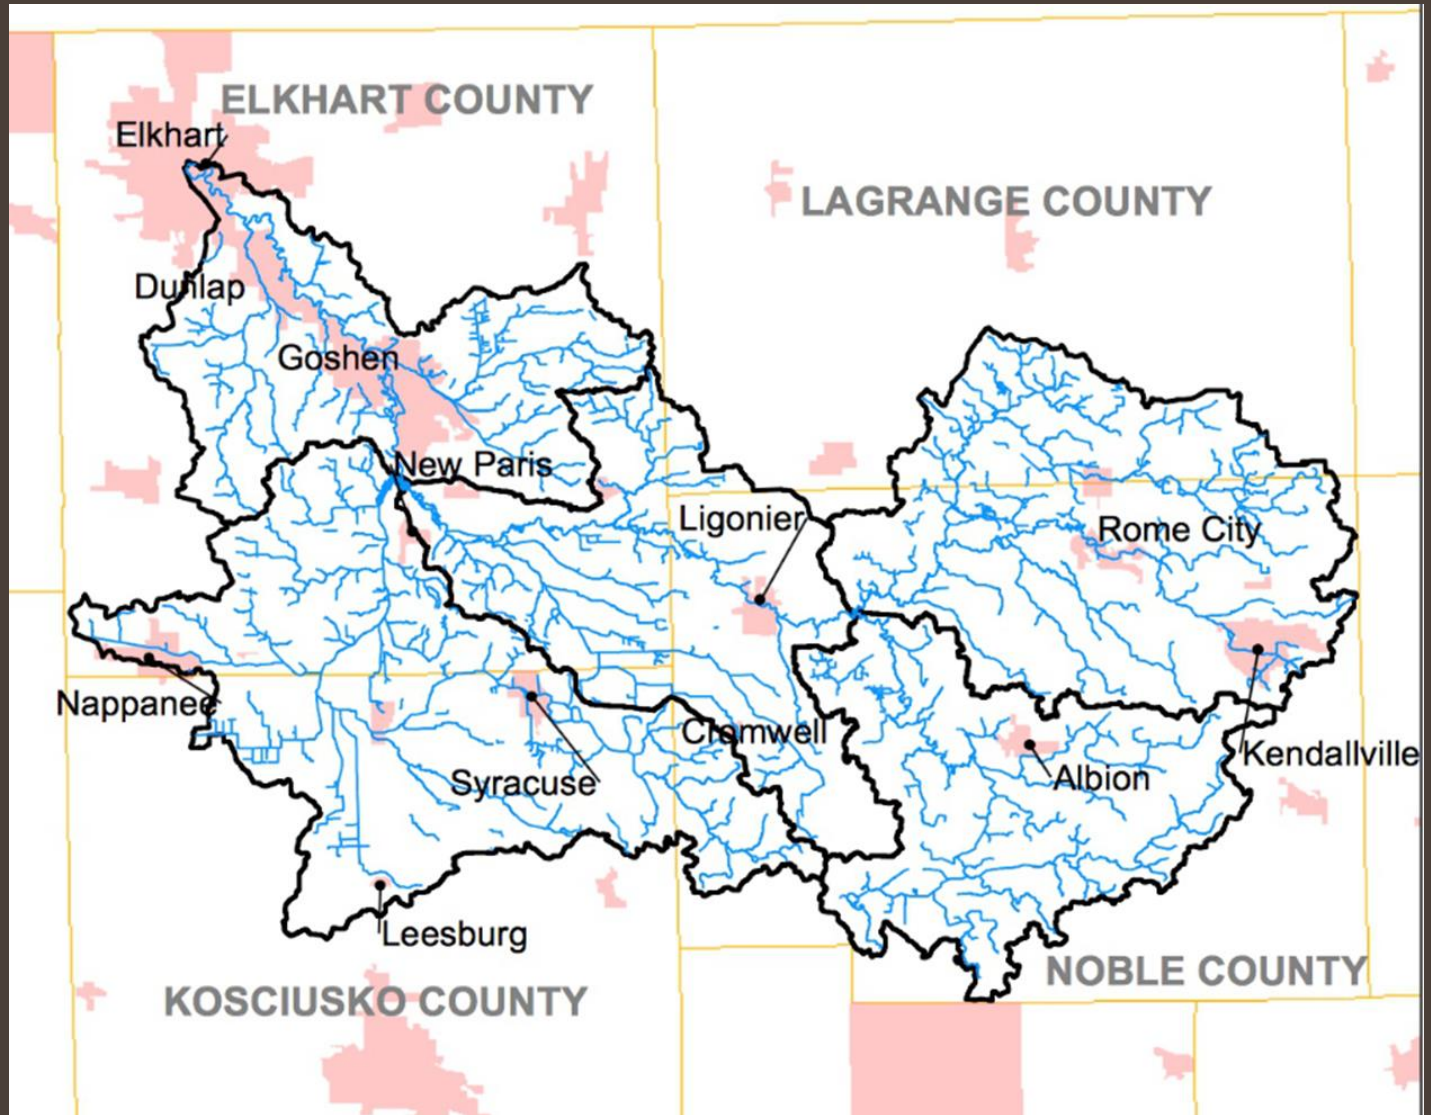 ELKHART COUNTY
Elkhart
LAGRANGE COUNTY
Dunlap
Goshen
New Paris
Ligonier
Rome City
Nappanee
Cromwell
Kendallville
Syracuse
Albion
Leesburg
NOBLE COUNTY
KOSCIUSKO COUNTY